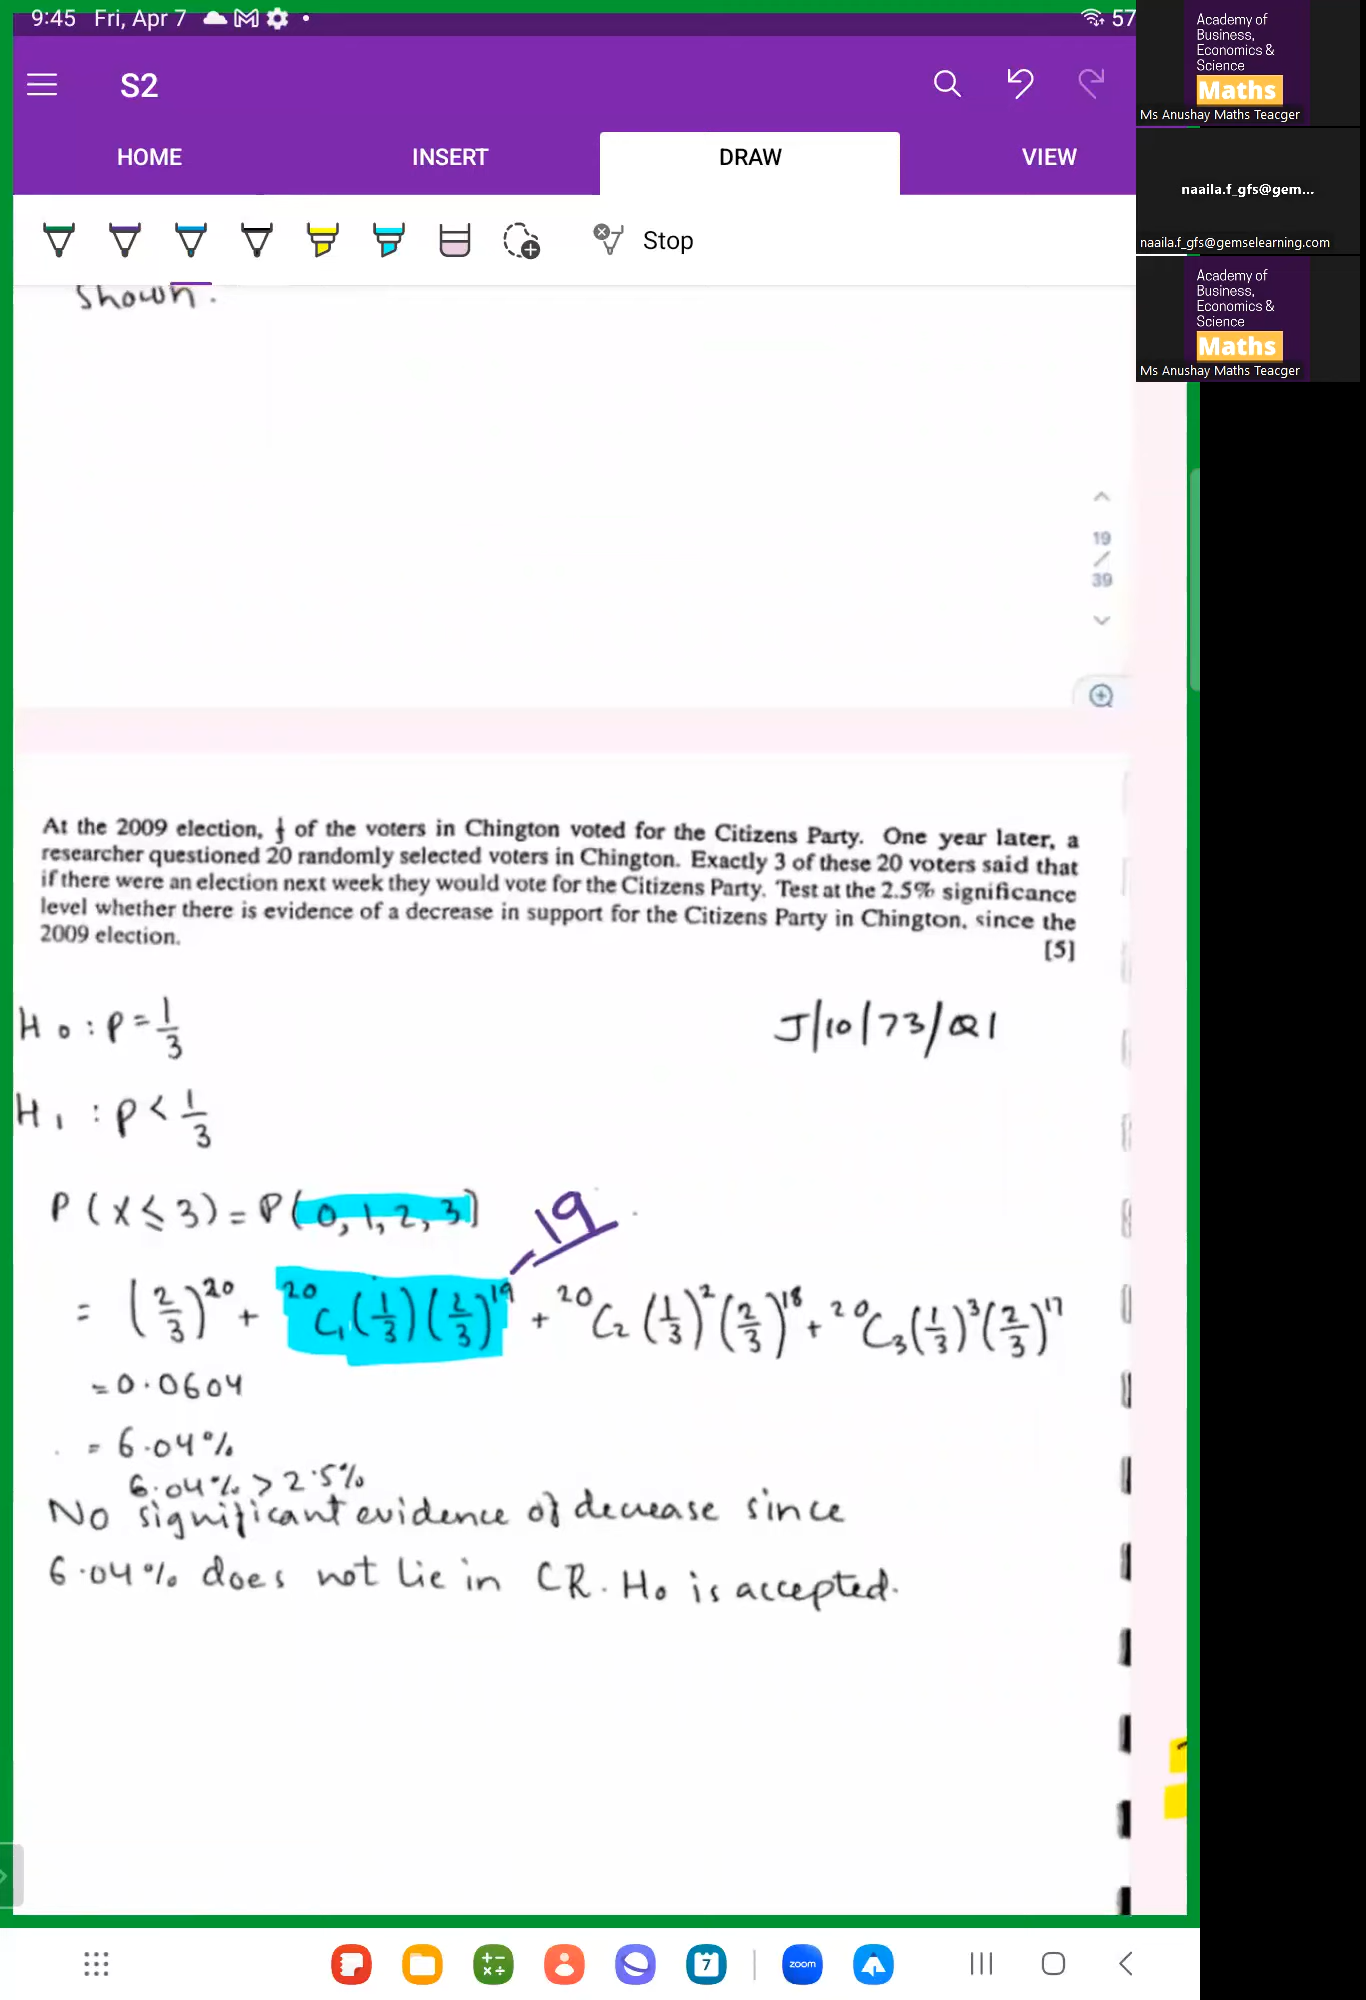 9:45 Fri, Apr 7
57
S2
HOME INSERT DRAW VIEW
Stop
shown.
19
/
39
At the 2009 election, 1/3 of the voters in Chington voted for the Citizens Party. One year later, a
researcher questioned 20 randomly selected voters in Chington. Exactly 3 of these 20 voters said that
if there were an election next week they would vote for the Citizens Party. Test at the 2.5% significance
level whether there is evidence of a decrease in support for the Citizens Party in Chington, since the
2009 election.
[5]
H₀ : P = 1/3
J/10/73/Q1
H₁ : P < 1/3
P(X ≤ 3) = P(0, 1, 2, 3)
19
= (2/3)²⁰ + ²⁰C₁(1/3)(2/3)¹⁹ + ²⁰C₂(1/3)²(2/3)¹⁸ + ²⁰C₃(1/3)³(2/3)¹⁷
= 0.0604
= 6.04%
6.04% > 2.5%
No significant evidence of decrease since
6.04% does not lie in CR. H₀ is accepted.
Academy of
Business,
Economics &
Science
Maths
Ms Anushay Maths Teacger
naaila.f_gfs@gem...
naaila.f_gfs@gemselearning.com
Academy of
Business,
Economics &
Science
Maths
Ms Anushay Maths Teacger
7
zoom